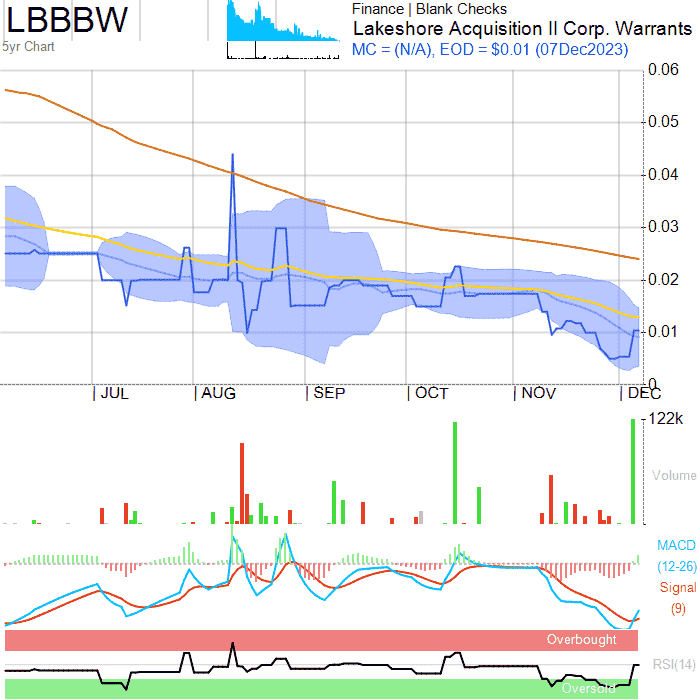 LBBBW
5yr Chart
Finance | Blank Checks
Lakeshore Acquisition II Corp. Warrants
MC = (N/A), EOD = $0.01 (07Dec2023)
0.06
0.05
0.04
0.03
0.02
0.01
0
JUL
AUG
SEP
OCT
NOV
DEC
122k
Volume
MACD
(12-26)
Signal
(9)
Overbought
RSI(14)
Oversold